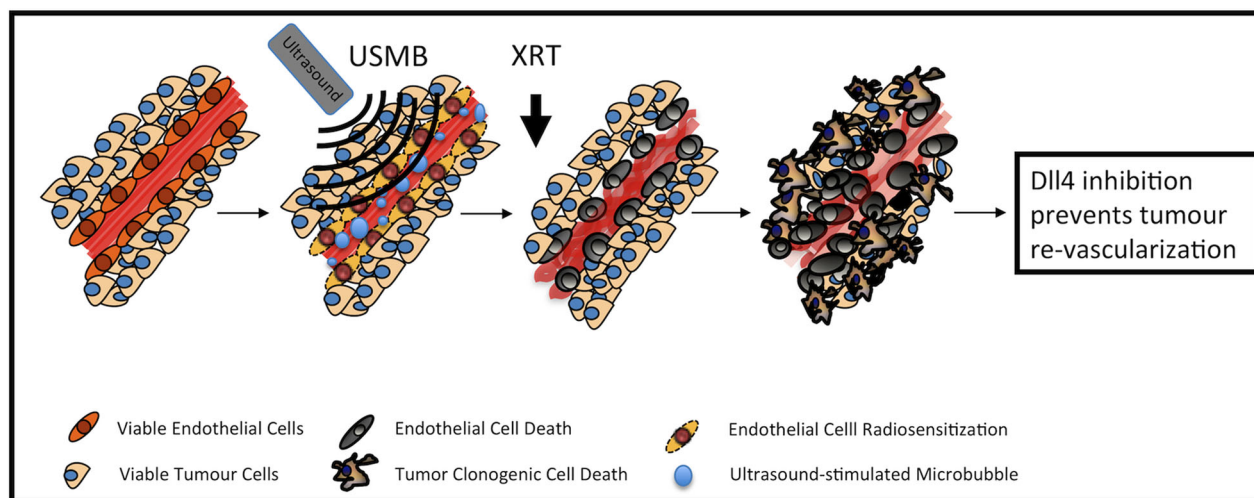 Ultrasound
USMB
XRT
Dll4 inhibition
prevents tumour
re-vascularization
Viable Endothelial Cells
Endothelial Cell Death
Endothelial Celll Radiosensitization
Viable Tumour Cells
Tumor Clonogenic Cell Death
Ultrasound-stimulated Microbubble